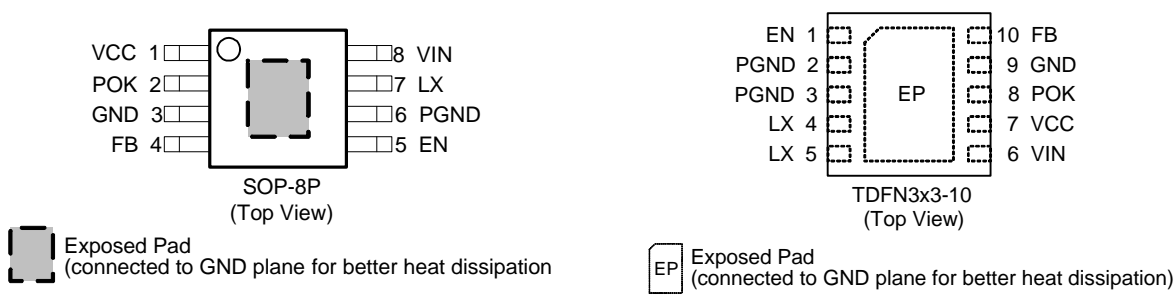 VCC 1
POK 2
GND 3
FB 4
8 VIN
7 LX
6 PGND
5 EN
SOP-8P
(Top View)
Exposed Pad
(connected to GND plane for better heat dissipation
EN 1
PGND 2
PGND 3
LX 4
LX 5
EP
10 FB
9 GND
8 POK
7 VCC
6 VIN
TDFN3x3-10
(Top View)
EP
Exposed Pad
(connected to GND plane for better heat dissipation)